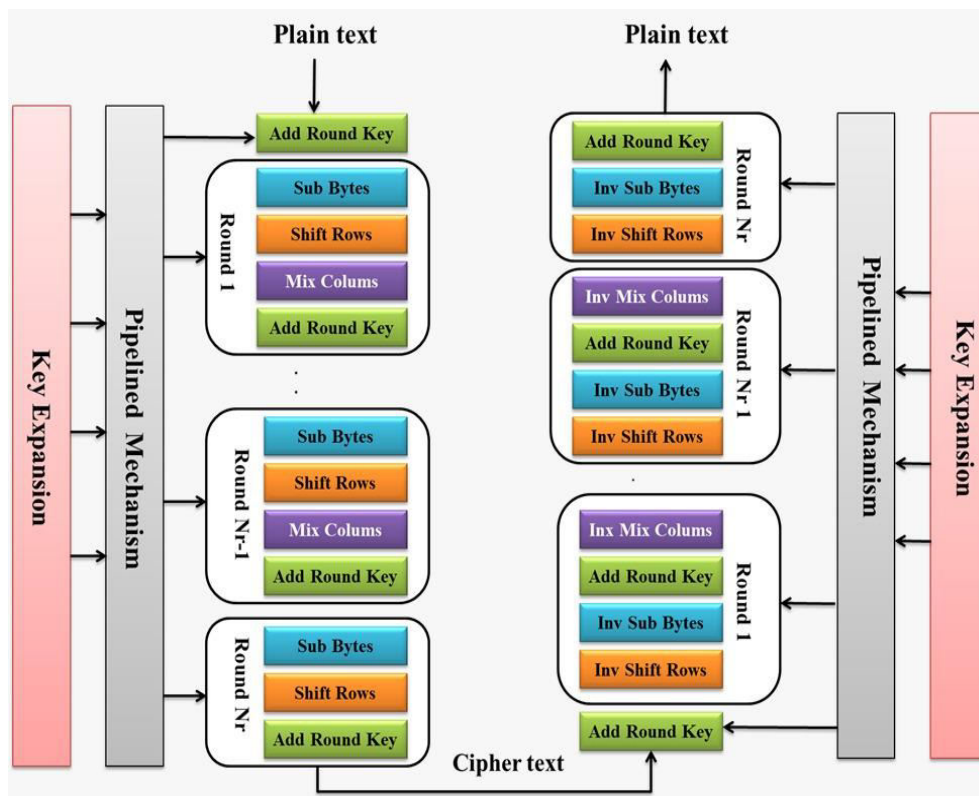 Plain text
Key Expansion
Pipelined Mechanism
Add Round Key
Round 1
Sub Bytes
Shift Rows
Mix Colums
Add Round Key
Round Nr-1
Sub Bytes
Shift Rows
Mix Colums
Add Round Key
Round Nr
Sub Bytes
Shift Rows
Add Round Key
Cipher text
Plain text
Add Round Key
Inv Sub Bytes
Inv Shift Rows
Round Nr
Inv Mix Colums
Add Round Key
Inv Sub Bytes
Inv Shift Rows
Round Nr 1
Inx Mix Colums
Add Round Key
Inv Sub Bytes
Inv Shift Rows
Round 1
Add Round Key
Pipelined Mechanism
Key Expansion